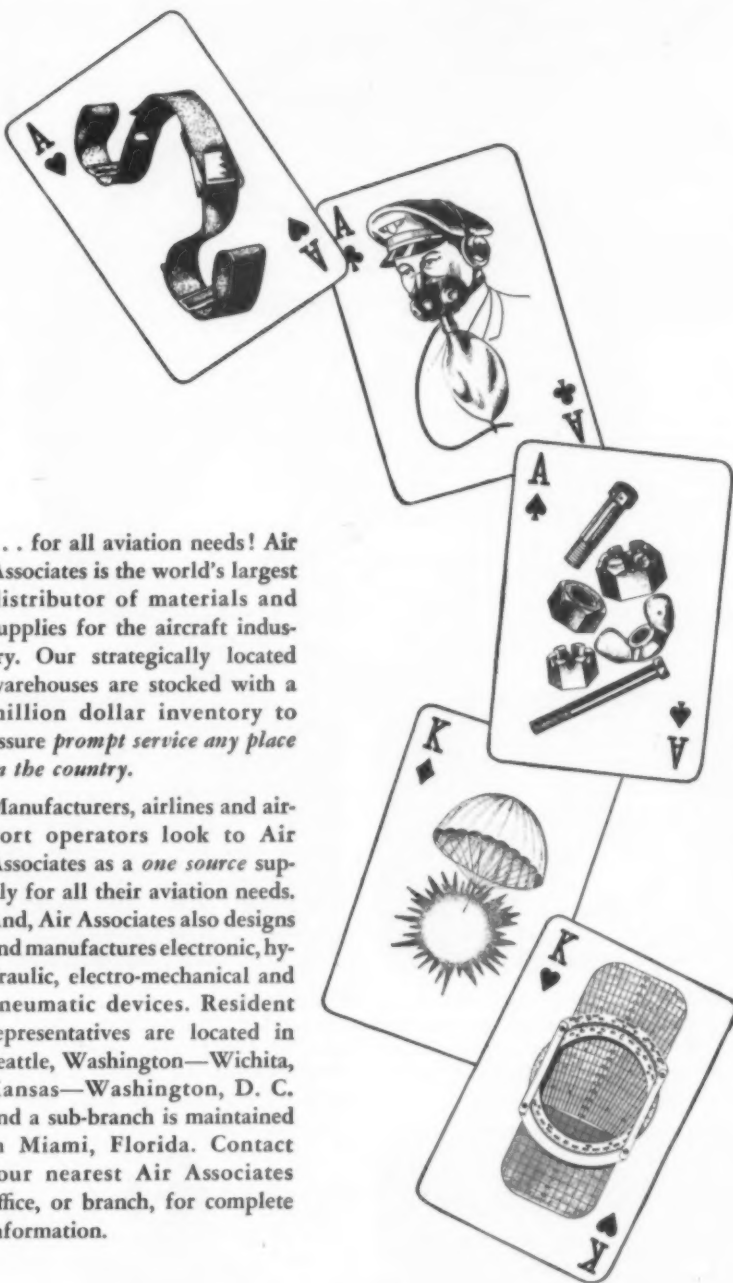 A
A
A
A
A
A
K
K
K
. . for all aviation needs! Air
ssociates is the world's largest
istributor of materials and
upplies for the aircraft indus-
ry. Our strategically located
arehouses are stocked with a
illion dollar inventory to
ssure prompt service any place
n the country.
Manufacturers, airlines and air-
ort operators look to Air
ssociates as a one source sup-
ly for all their aviation needs.
nd, Air Associates also designs
nd manufactures electronic, hy-
raulic, electro-mechanical and
neumatic devices. Resident
epresentatives are located in
eattle, Washington—Wichita,
ansas—Washington, D. C.
nd a sub-branch is maintained
n Miami, Florida. Contact
our nearest Air Associates
ffice, or branch, for complete
nformation.